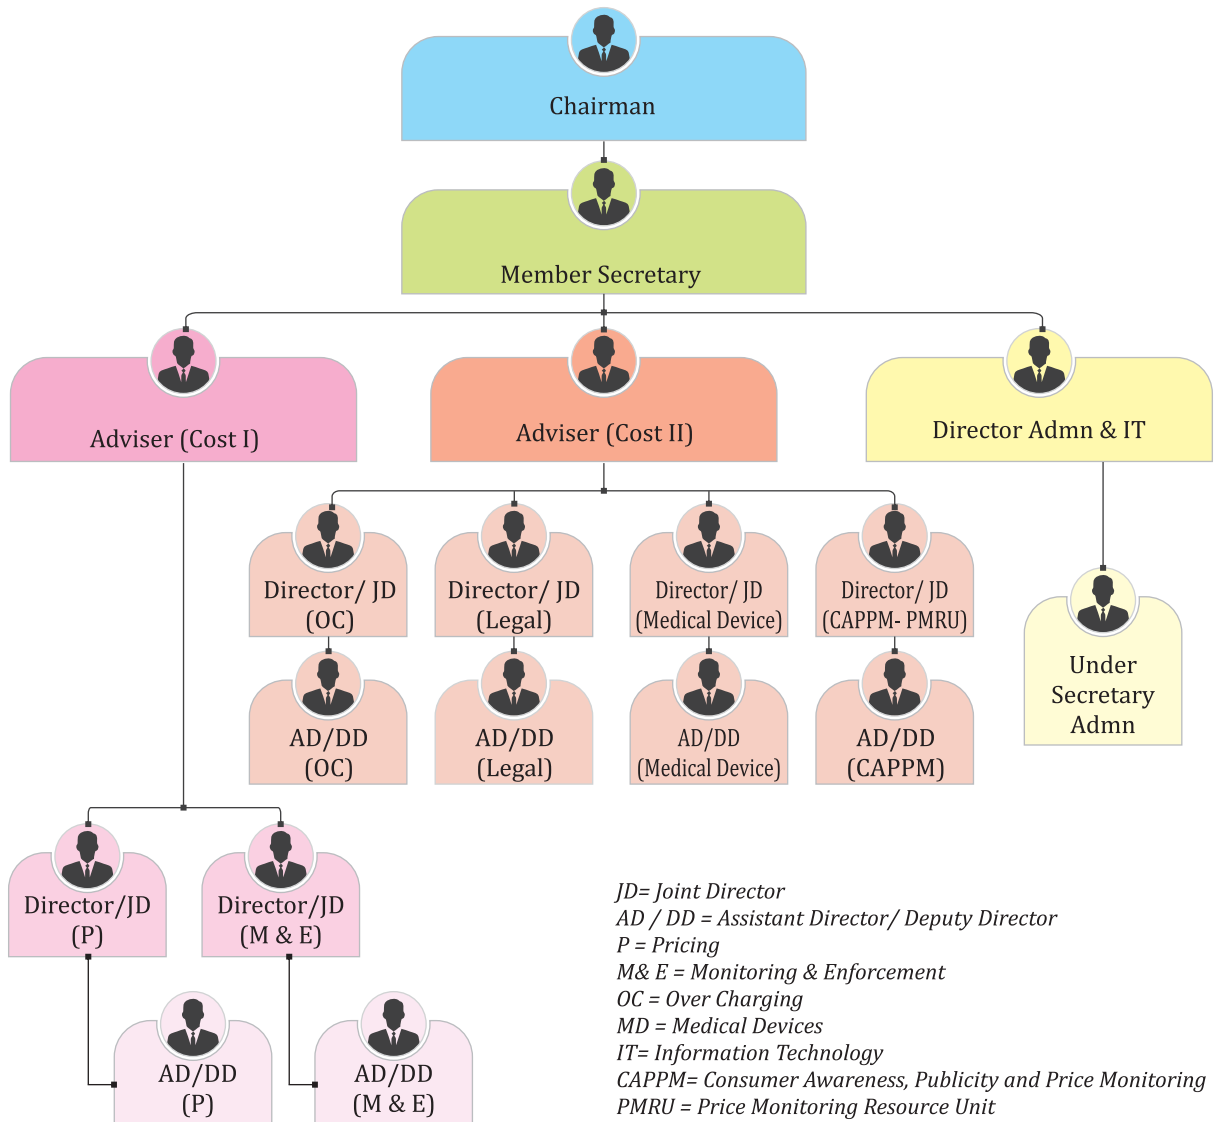 Chairman
Member Secretary
Adviser (Cost I)
Adviser (Cost II)
Director Admn & IT
Director/ JD
(OC)
Director/ JD
(Legal)
Director/ JD
(Medical Device)
Director/ JD
(CAPPM- PMRU)
Under
Secretary
Admn
AD/DD
(OC)
AD/DD
(Legal)
AD/DD
(Medical Device)
AD/DD
(CAPPM)
Director/JD
(P)
Director/JD
(M & E)
AD/DD
(P)
AD/DD
(M & E)
JD= Joint Director
AD / DD = Assistant Director/ Deputy Director
P = Pricing
M& E = Monitoring & Enforcement
OC = Over Charging
MD = Medical Devices
IT= Information Technology
CAPPM= Consumer Awareness, Publicity and Price Monitoring
PMRU = Price Monitoring Resource Unit